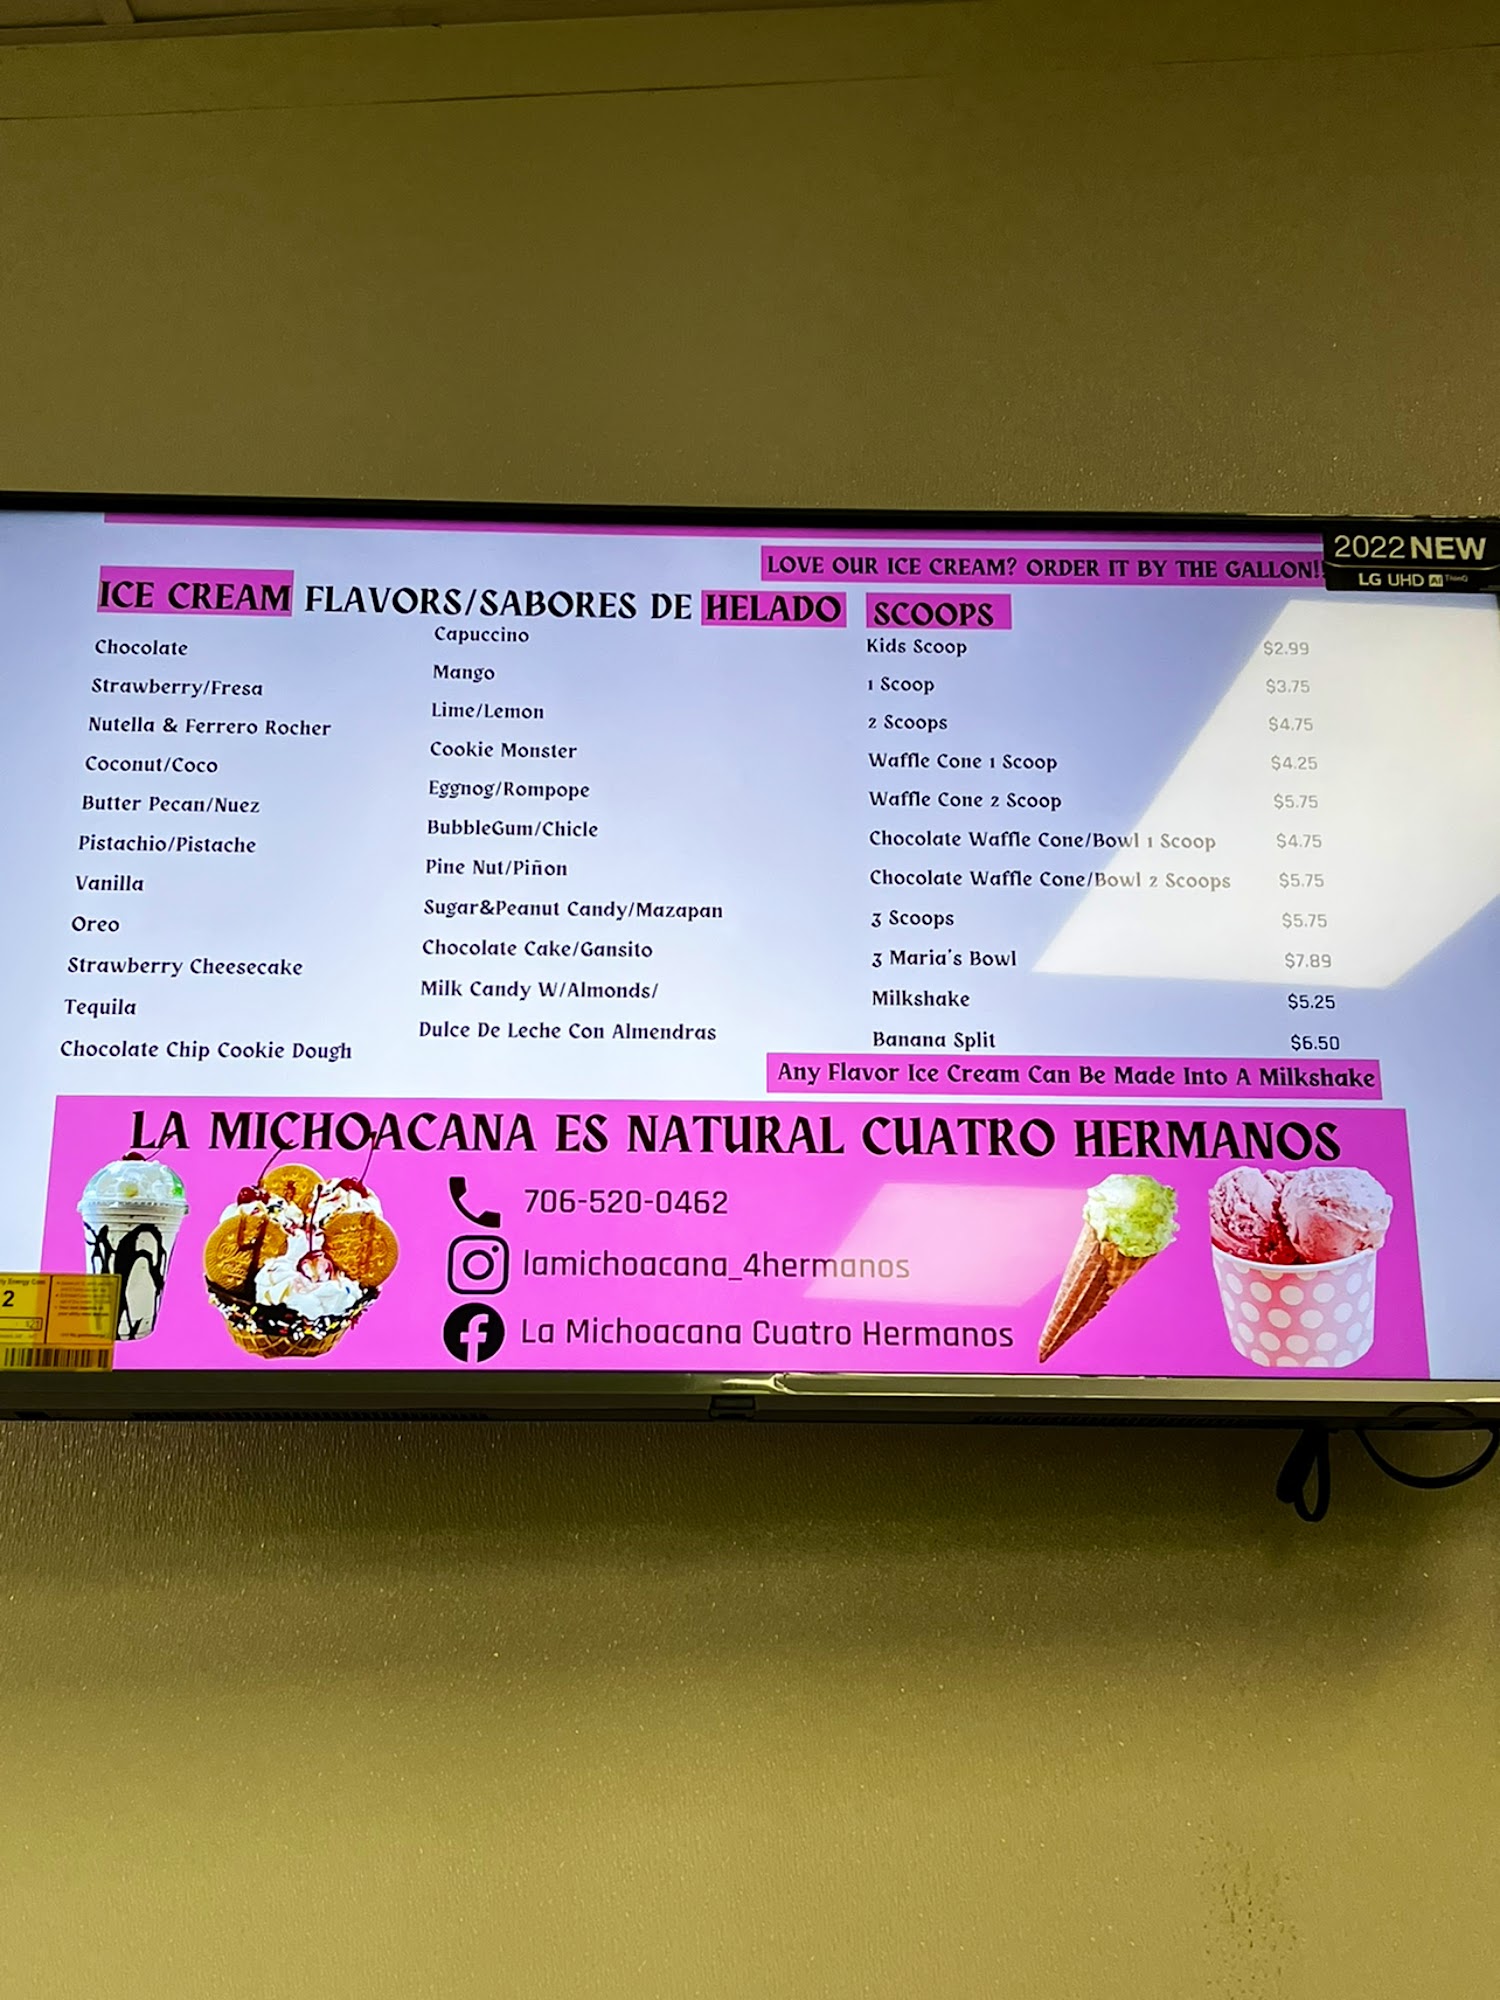 2022 NEW
LG UHD AI ThinQ
LOVE OUR ICE CREAM? ORDER IT BY THE GALLON!!
ICE CREAM FLAVORS/SABORES DE HELADO
Chocolate
Strawberry/Fresa
Nutella & Ferrero Rocher
Coconut/Coco
Butter Pecan/Nuez
Pistachio/Pistache
Vanilla
Oreo
Strawberry Cheesecake
Tequila
Chocolate Chip Cookie Dough
Capuccino
Mango
Lime/Lemon
Cookie Monster
Eggnog/Rompope
BubbleGum/Chicle
Pine Nut/Piñon
Sugar&Peanut Candy/Mazapan
Chocolate Cake/Gansito
Milk Candy W/Almonds/
Dulce De Leche Con Almendras
SCOOPS
Kids Scoop $2.99
1 Scoop $3.75
2 Scoops $4.75
Waffle Cone 1 Scoop $4.25
Waffle Cone 2 Scoop $5.75
Chocolate Waffle Cone/Bowl 1 Scoop $4.75
Chocolate Waffle Cone/Bowl 2 Scoops $5.75
3 Scoops $5.75
3 Maria's Bowl $7.89
Milkshake $5.25
Banana Split $6.50
Any Flavor Ice Cream Can Be Made Into A Milkshake
LA MICHOACANA ES NATURAL CUATRO HERMANOS
706-520-0462
lamichoacana_4hermanos
La Michoacana Cuatro Hermanos
Energy Cost
2